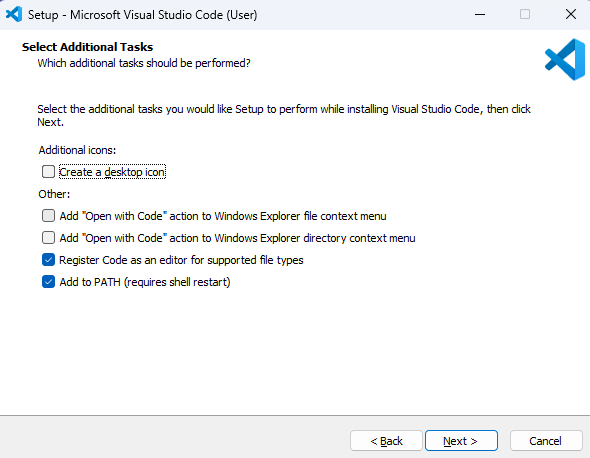 Setup - Microsoft Visual Studio Code (User)
Select Additional Tasks
Which additional tasks should be performed?
Select the additional tasks you would like Setup to perform while installing Visual Studio Code, then click
Next.
Additional icons:
Create a desktop icon
Other:
Add "Open with Code" action to Windows Explorer file context menu
Add "Open with Code" action to Windows Explorer directory context menu
Register Code as an editor for supported file types
Add to PATH (requires shell restart)
< Back Next > Cancel